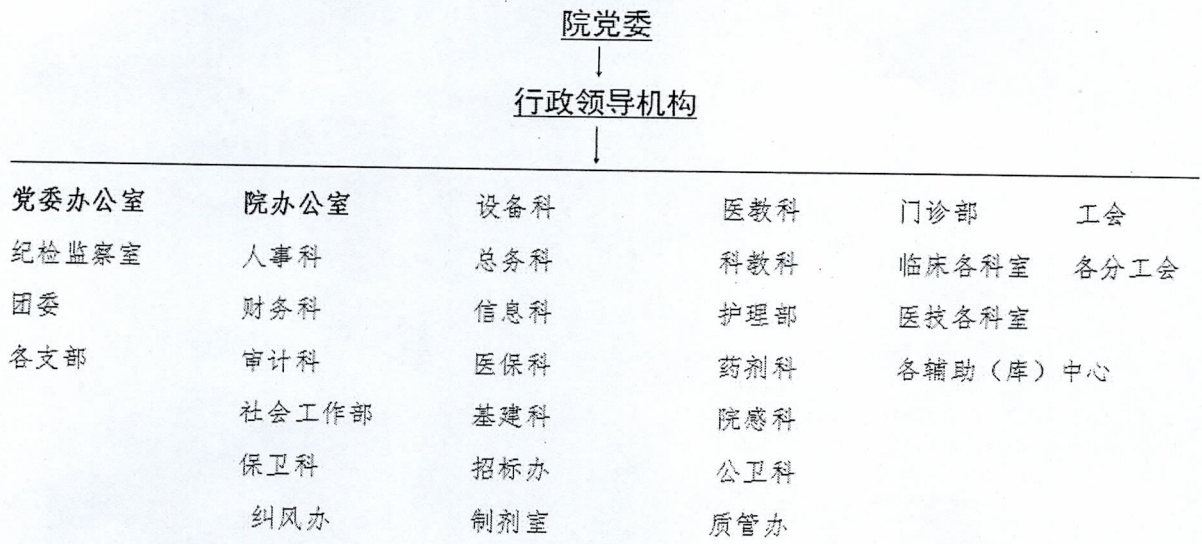 院党委
行政领导机构
党委办公室 院办公室 设备科 医教科 门诊部 工会
纪检监察室 人事科 总务科 科教科 临床各科室 各分工会
团委 财务科 信息科 护理部 医技各科室
各支部 审计科 医保科 药剂科 各辅助（库）中心
社会工作部 基建科 院感科
保卫科 招标办 公卫科
纠风办 制剂室 质管办